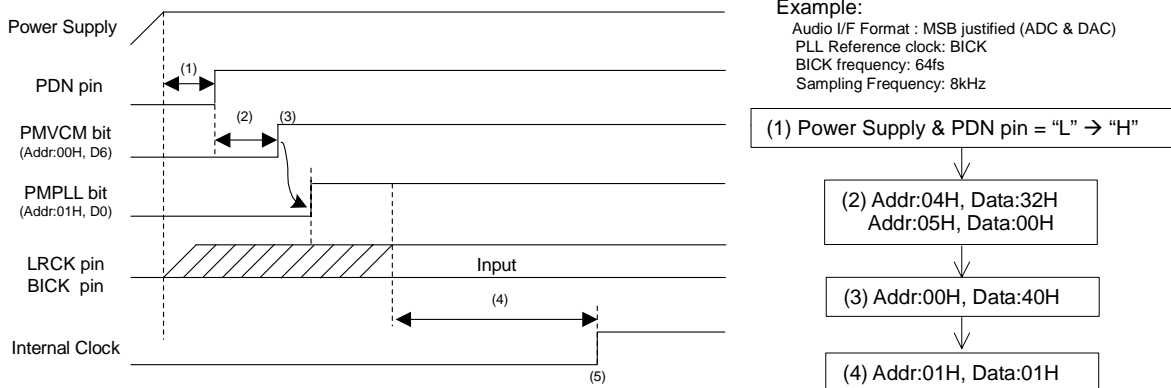 Power Supply
PDN pin
PMVCM bit
(Addr:00H, D6)
PMPLL bit
(Addr:01H, D0)
LRCK pin
BICK pin
Internal Clock
(1)
(2)
(3)
Input
(4)
(5)
Example:
Audio I/F Format : MSB justified (ADC & DAC)
PLL Reference clock: BICK
BICK frequency: 64fs
Sampling Frequency: 8kHz
(1) Power Supply & PDN pin = “L” → “H”
(2) Addr:04H, Data:32H
Addr:05H, Data:00H
(3) Addr:00H, Data:40H
(4) Addr:01H, Data:01H